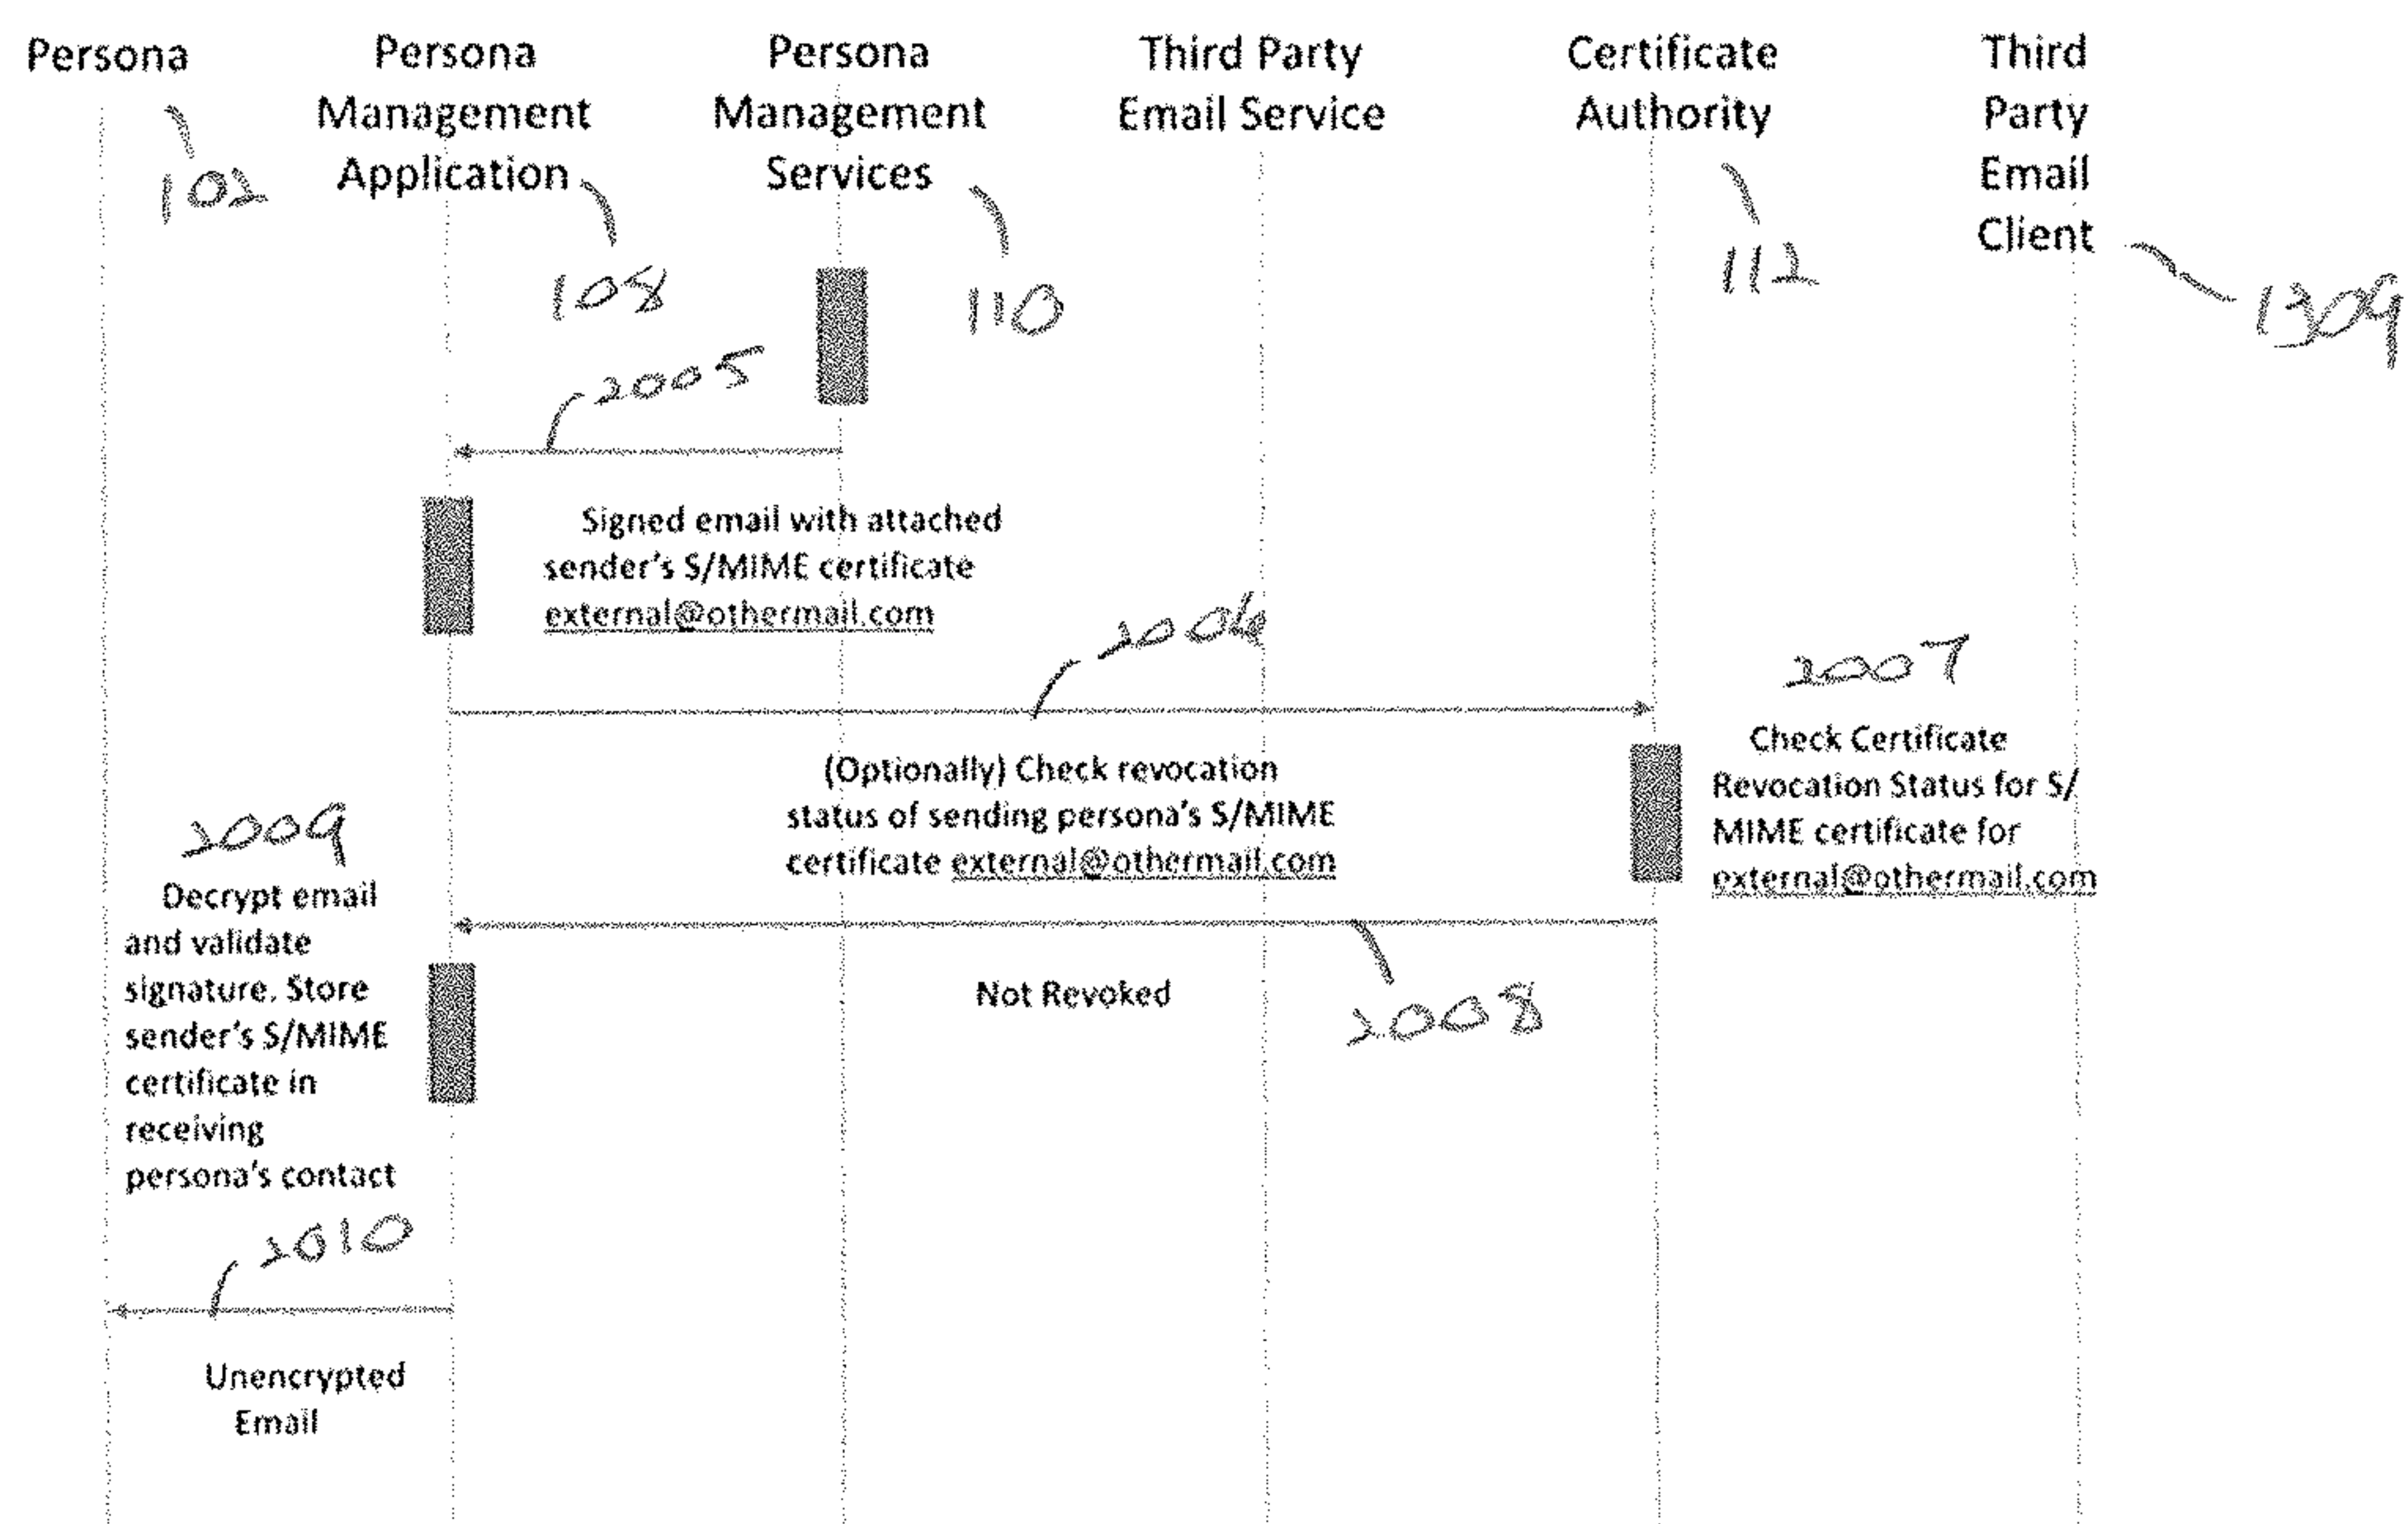 Persona
102
Persona
Management
Application
108
Persona
Management
Services
110
Third Party
Email Service
Certificate
Authority
112
Third
Party
Email
Client
1309
2005
Signed email with attached
sender's S/MIME certificate
external@othermail.com
(Optionally) Check revocation
status of sending persona's S/MIME
certificate external@othermail.com
2007
Check Certificate
Revocation Status for S/
MIME certificate for
external@othermail.com
Not Revoked
2008
2009
Decrypt email
and validate
signature. Store
sender's S/MIME
certificate in
receiving
persona's contact
2010
Unencrypted
Email